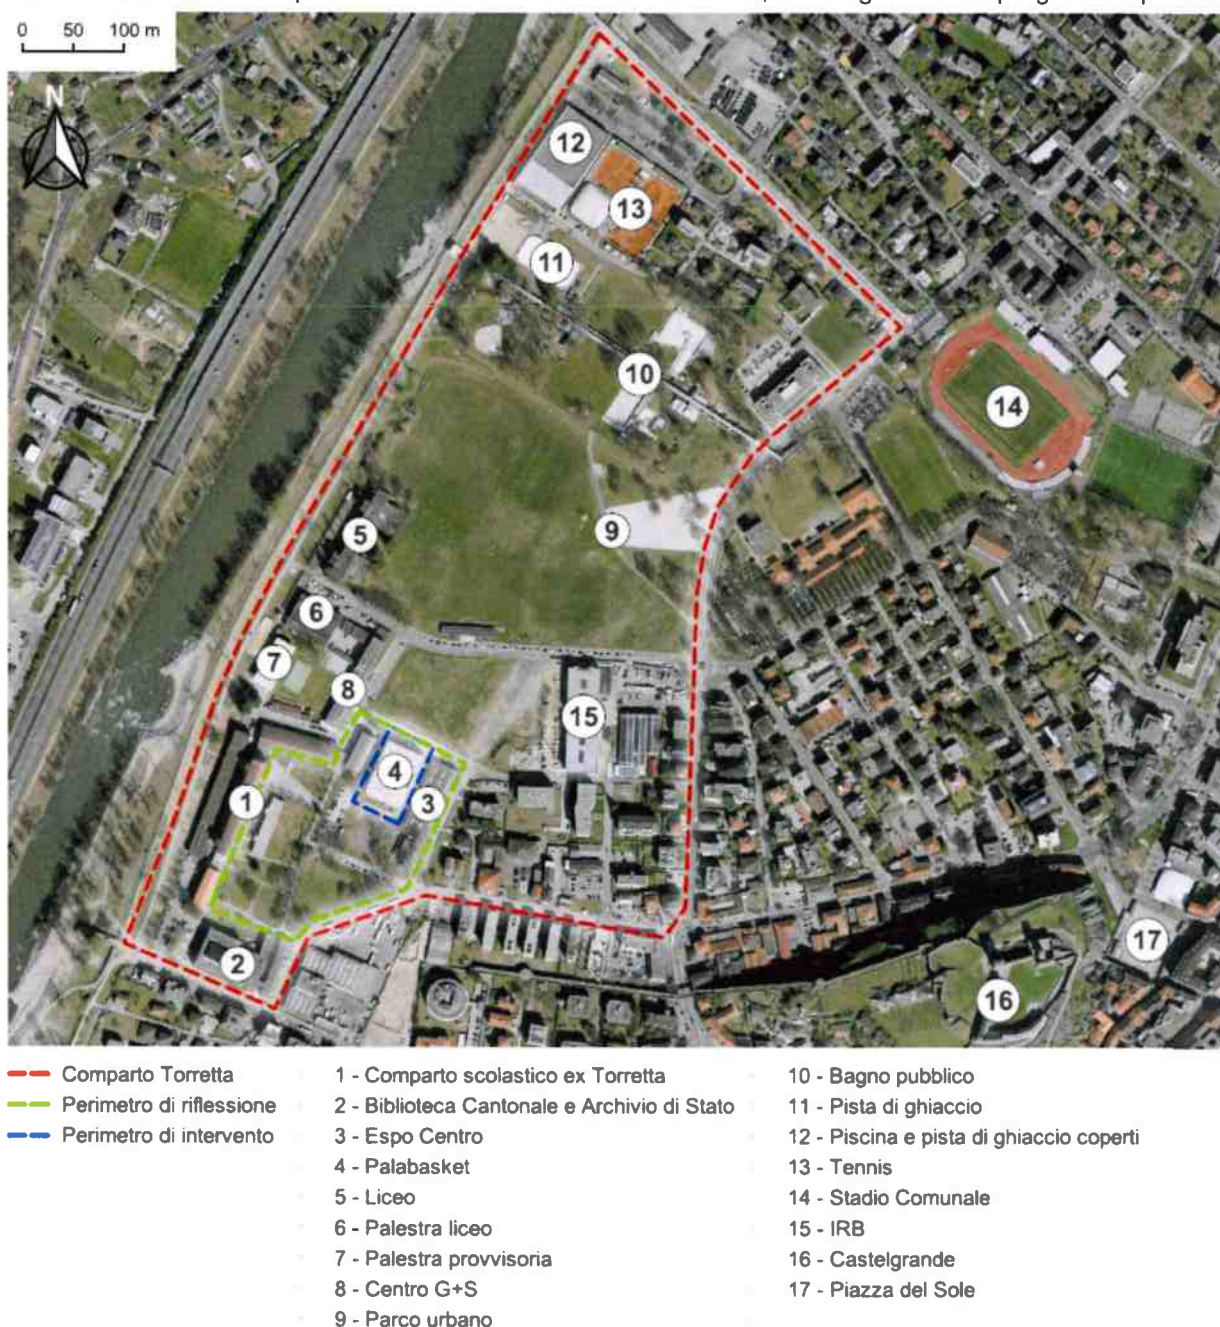 0 50 100 m
N
12
13
11
10
14
5
9
6
7
8
15
4
1
3
17
2
16
Comparto Torretta
Perimetro di riflessione
Perimetro di intervento
1 - Comparto scolastico ex Torretta
2 - Biblioteca Cantonale e Archivio di Stato
3 - Espo Centro
4 - Palabasket
5 - Liceo
6 - Palestra liceo
7 - Palestra provvisoria
8 - Centro G+S
9 - Parco urbano
10 - Bagno pubblico
11 - Pista di ghiaccio
12 - Piscina e pista di ghiaccio coperti
13 - Tennis
14 - Stadio Comunale
15 - IRB
16 - Castelgrande
17 - Piazza del Sole